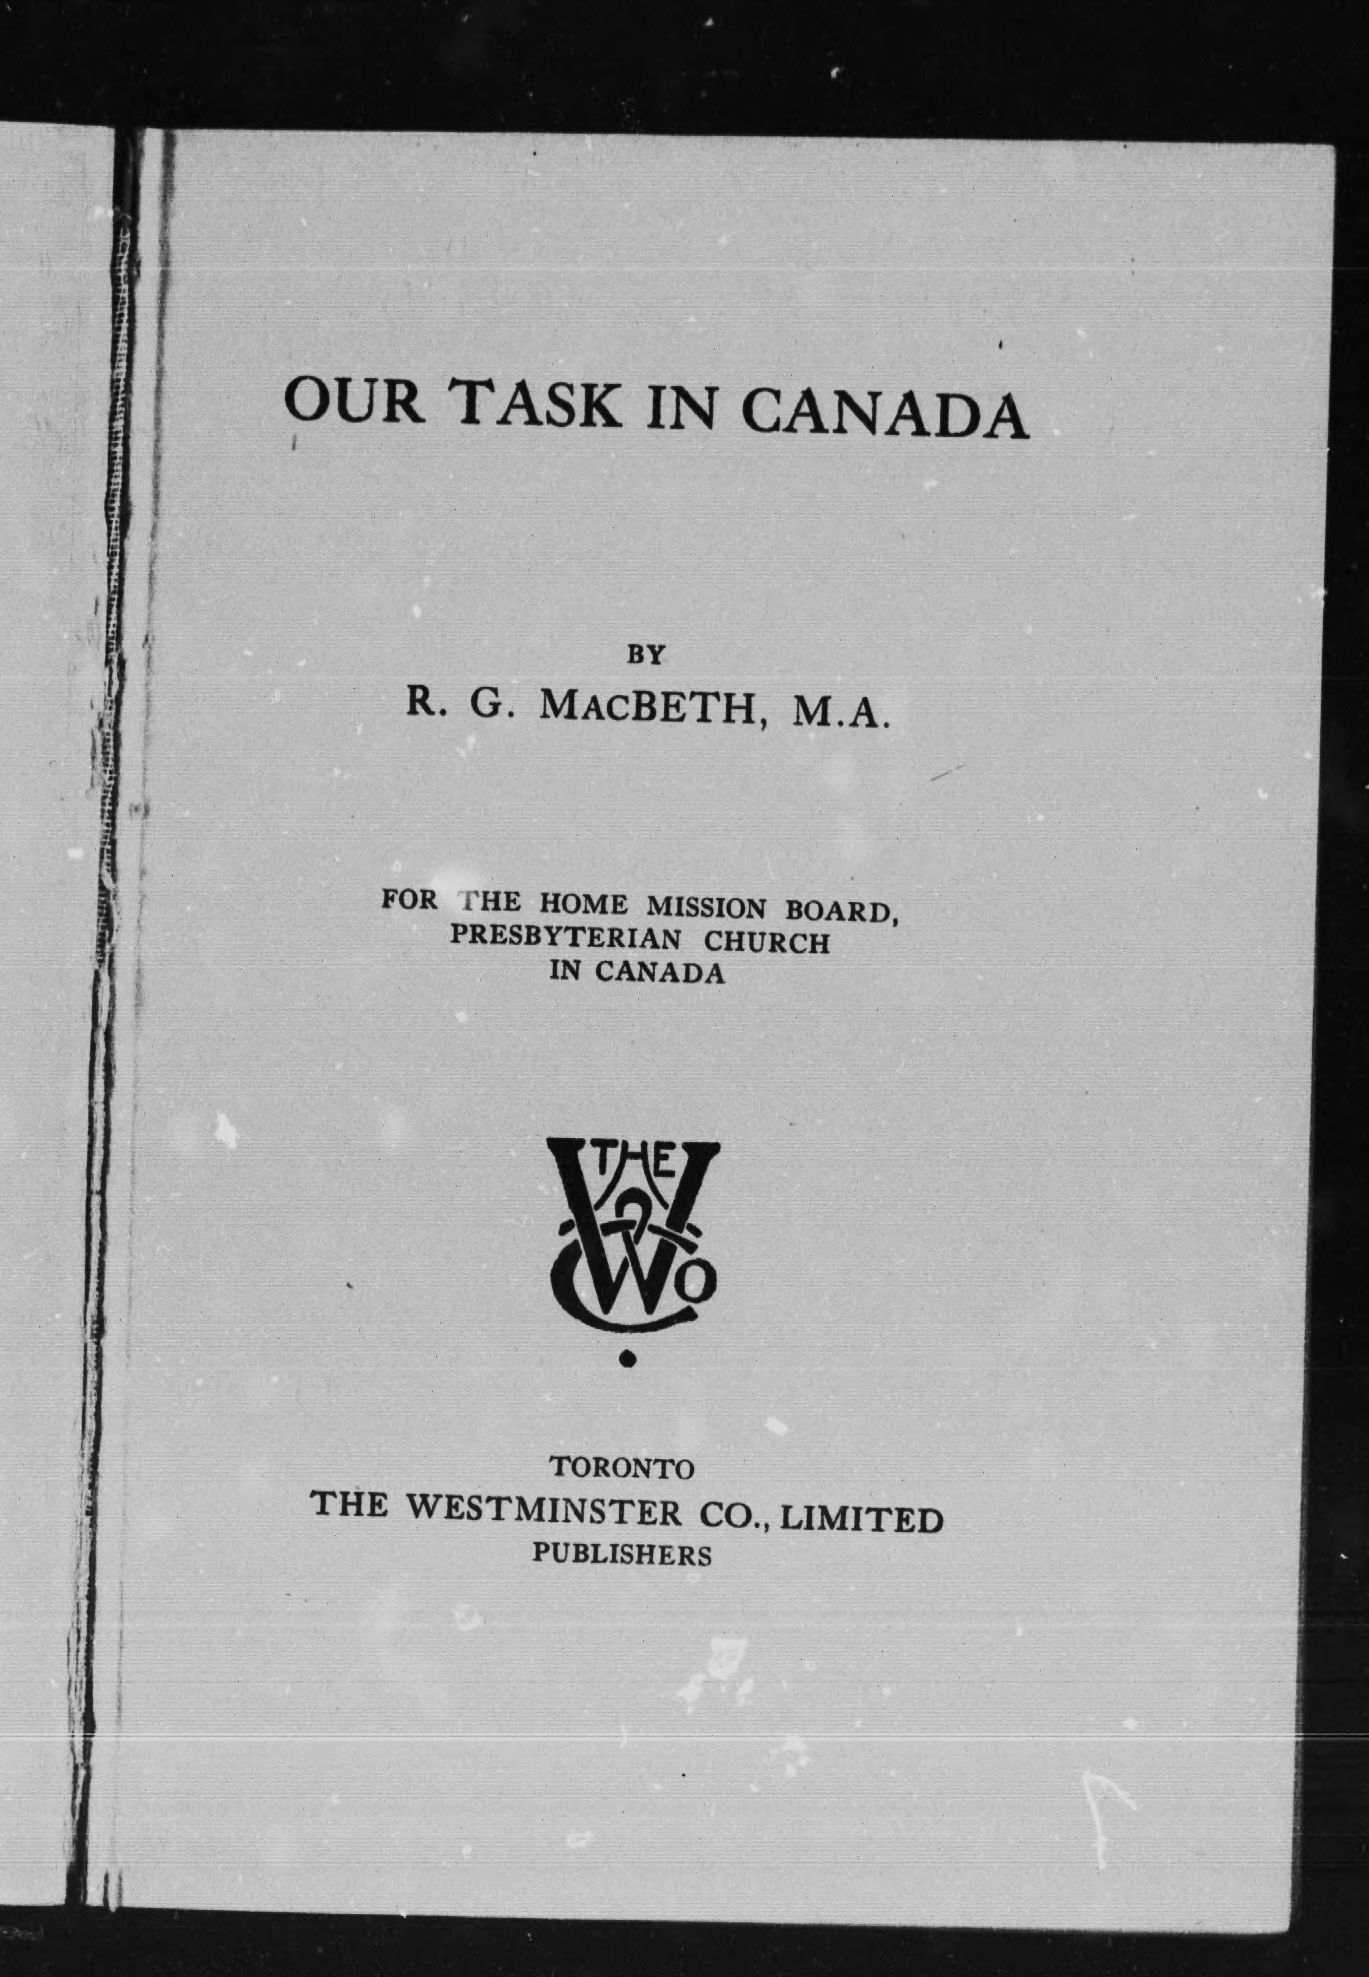 OUR TASK IN CANADA
BY
R. G. MACBETH, M.A.
FOR THE HOME MISSION BOARD,
PRESBYTERIAN CHURCH
IN CANADA
THE
W
Co
TORONTO
THE WESTMINSTER CO., LIMITED
PUBLISHERS